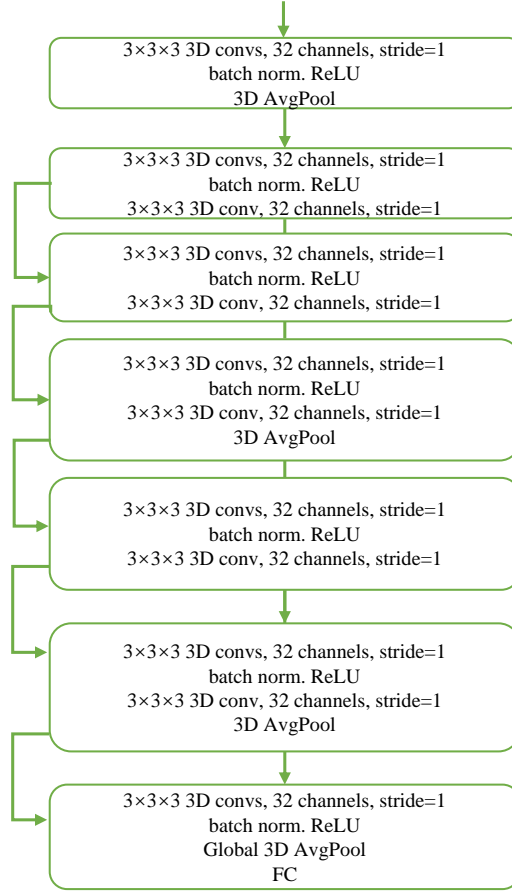 3×3×3 3D convs, 32 channels, stride=1
batch norm. ReLU
3D AvgPool
3×3×3 3D convs, 32 channels, stride=1
batch norm. ReLU
3×3×3 3D conv, 32 channels, stride=1
3×3×3 3D convs, 32 channels, stride=1
batch norm. ReLU
3×3×3 3D conv, 32 channels, stride=1
3×3×3 3D convs, 32 channels, stride=1
batch norm. ReLU
3×3×3 3D conv, 32 channels, stride=1
3D AvgPool
3×3×3 3D convs, 32 channels, stride=1
batch norm. ReLU
3×3×3 3D conv, 32 channels, stride=1
3×3×3 3D convs, 32 channels, stride=1
batch norm. ReLU
3×3×3 3D conv, 32 channels, stride=1
3D AvgPool
3×3×3 3D convs, 32 channels, stride=1
batch norm. ReLU
Global 3D AvgPool
FC